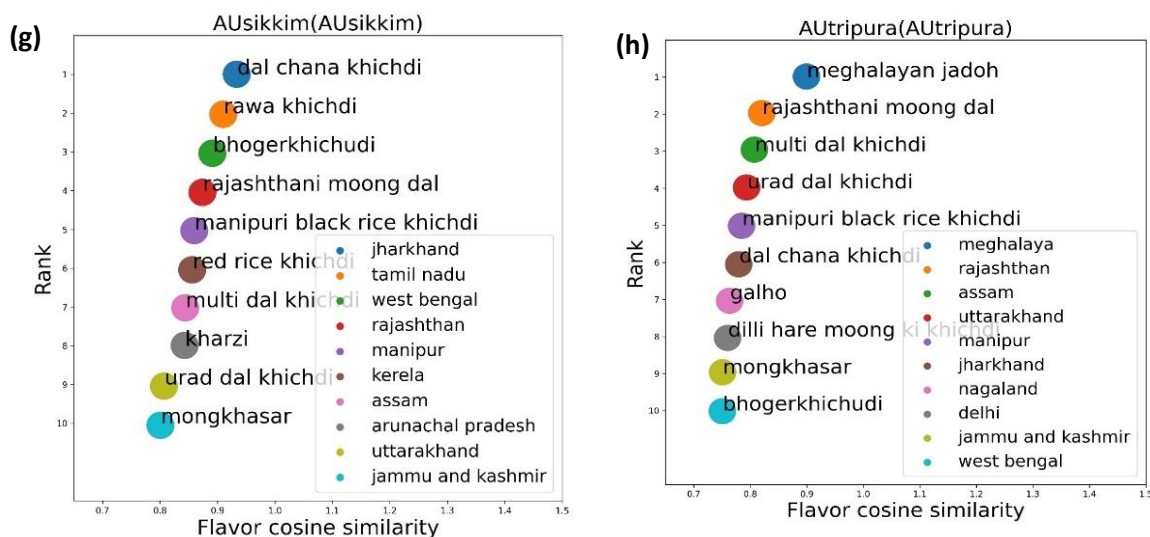 (g)
AUsikkim(AUsikkim)
Rank
1
2
3
4
5
6
7
8
9
10
dal chana khichdi
rawa khichdi
bhogerkhichudi
rajashthani moong dal
manipuri black rice khichdi
red rice khichdi
multi dal khichdi
kharzi
urad dal khichdi
mongkhasar
jharkhand
tamil nadu
west bengal
rajashthan
manipur
kerela
assam
arunachal pradesh
uttarakhand
jammu and kashmir
0.7 0.8 0.9 1.0 1.1 1.2 1.3 1.4 1.5
Flavor cosine similarity
(h)
AUtripura(AUtripura)
Rank
1
2
3
4
5
6
7
8
9
10
meghalayan jadoh
rajashthani moong dal
multi dal khichdi
urad dal khichdi
manipuri black rice khichdi
dal chana khichdi
galho
dilli hare moong ki khichdi
mongkhasar
bhogerkhichudi
meghalaya
rajashthan
assam
uttarakhand
manipur
jharkhand
nagaland
delhi
jammu and kashmir
west bengal
0.7 0.8 0.9 1.0 1.1 1.2 1.3 1.4 1.5
Flavor cosine similarity